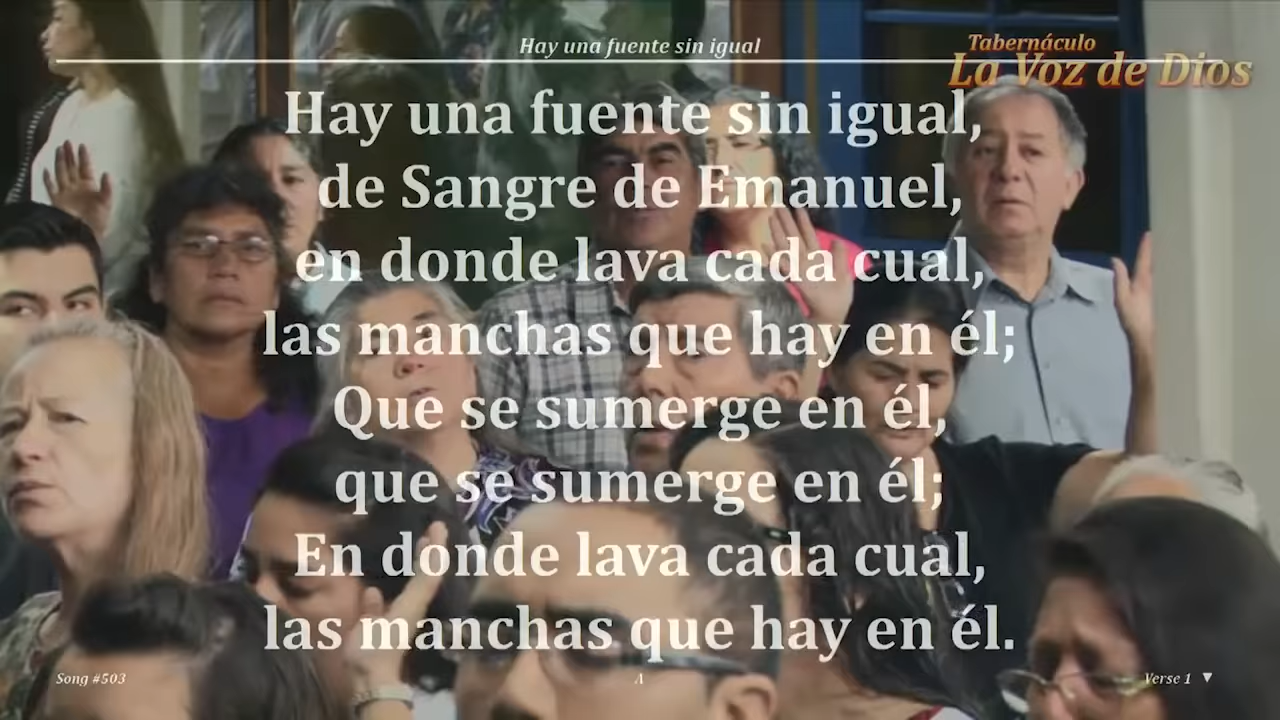 Hay una fuente sin igual
Tabernáculo
La Voz de Dios
Hay una fuente sin igual,
de Sangre de Emanuel,
en donde lava cada cual,
las manchas que hay en él;
Que se sumerge en él,
que se sumerge en él;
En donde lava cada cual,
las manchas que hay en él.
Song #503
A
Verse 1 ▼